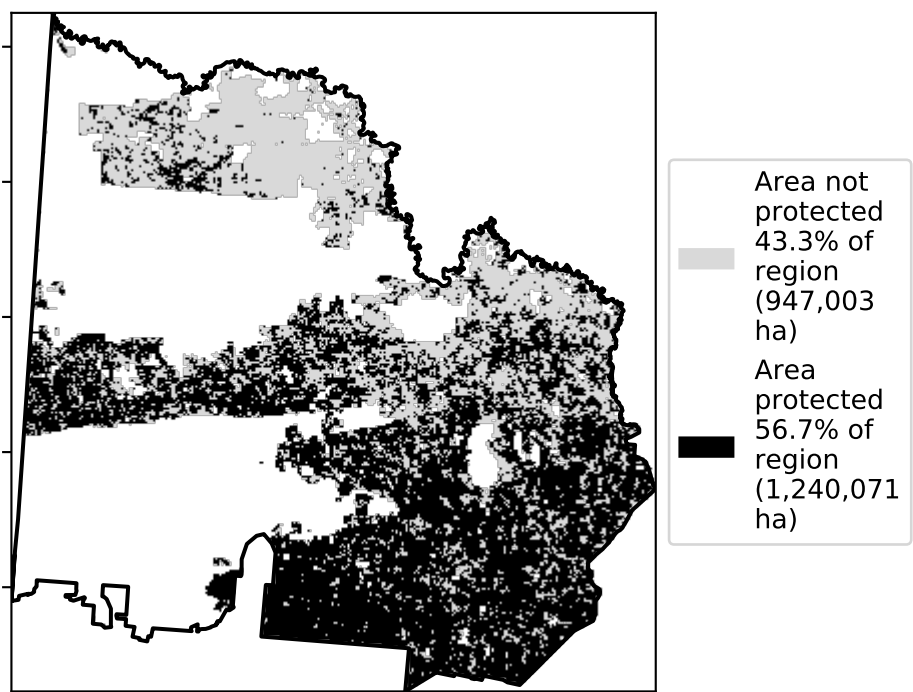 Area not
protected
43.3% of
region
(947,003
ha)
Area
protected
56.7% of
region
(1,240,071
ha)